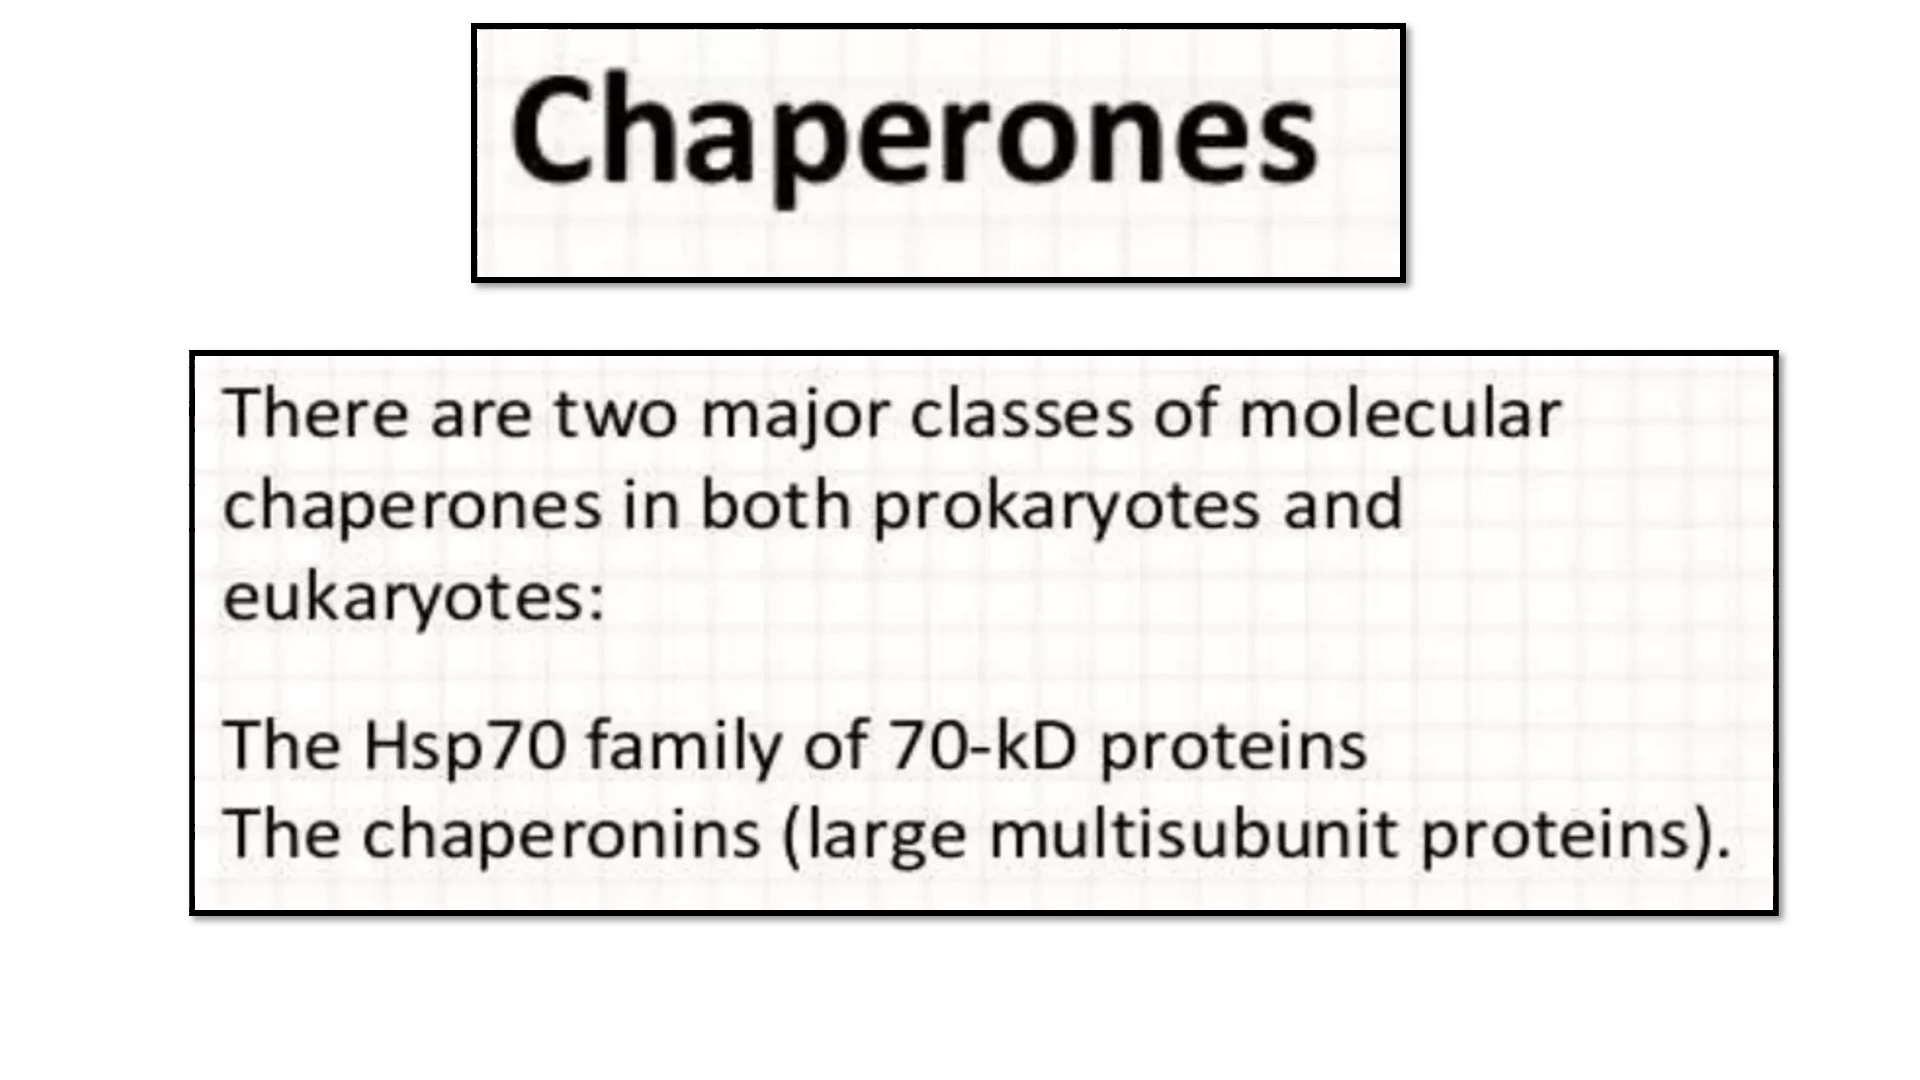 Chaperones
There are two major classes of molecular
chaperones in both prokaryotes and
eukaryotes:
The Hsp70 family of 70-kD proteins
The chaperonins (large multisubunit proteins).